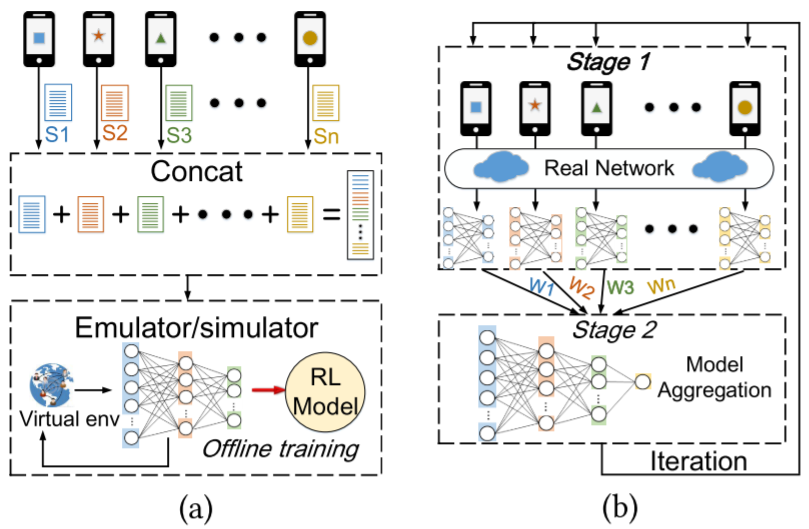 S1
S2
S3
Sn
Concat
+ + + + =
Emulator/simulator
Virtual env
RL
Model
Offline training
(a)
Stage 1
Real Network
W1
W2
W3
Wn
Stage 2
Model
Aggregation
Iteration
(b)